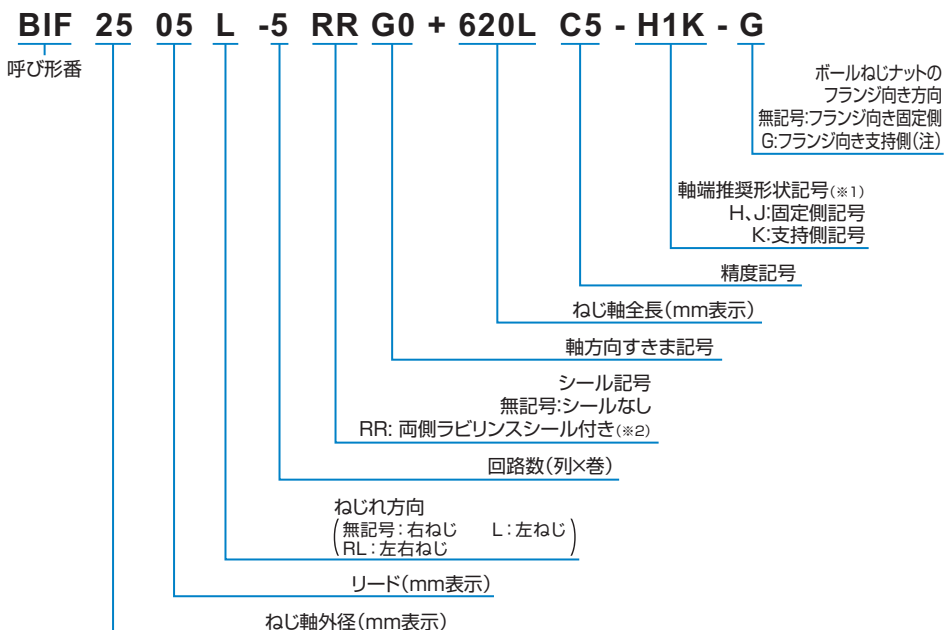 BIF 25 05 L -5 RR G0 + 620L C5 - H1K - G
呼び形番
ボールねじナットの
フランジ向き方向
無記号:フランジ向き固定側
G:フランジ向き支持側(注)
軸端推奨形状記号(※1)
H、J:固定側記号
K:支持側記号
精度記号
ねじ軸全長(mm表示)
軸方向すきま記号
シール記号
無記号:シールなし
RR: 両側ラビリンスシール付き(※2)
回路数(列×巻)
ねじれ方向
(無記号:右ねじ L:左ねじ
RL:左右ねじ)
リード(mm表示)
ねじ軸外径(mm表示)